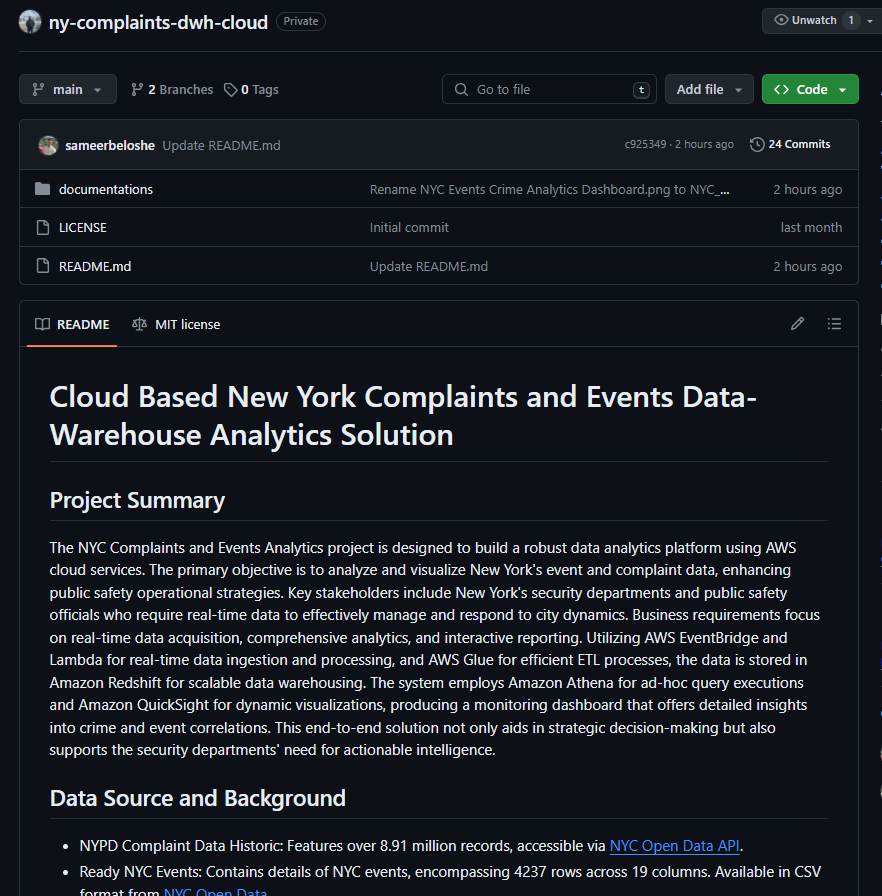 ny-complaints-dwh-cloud Private Unwatch 1
main 2 Branches 0 Tags Go to file t Add file Code
sameerbeloshe Update README.md c925349 · 2 hours ago 24 Commits
documentations Rename NYC Events Crime Analytics Dashboard.png to NYC_... 2 hours ago
LICENSE Initial commit last month
README.md Update README.md 2 hours ago
README MIT license
Cloud Based New York Complaints and Events Data-
Warehouse Analytics Solution
Project Summary
The NYC Complaints and Events Analytics project is designed to build a robust data analytics platform using AWS
cloud services. The primary objective is to analyze and visualize New York's event and complaint data, enhancing
public safety operational strategies. Key stakeholders include New York's security departments and public safety
officials who require real-time data to effectively manage and respond to city dynamics. Business requirements focus
on real-time data acquisition, comprehensive analytics, and interactive reporting. Utilizing AWS EventBridge and
Lambda for real-time data ingestion and processing, and AWS Glue for efficient ETL processes, the data is stored in
Amazon Redshift for scalable data warehousing. The system employs Amazon Athena for ad-hoc query executions
and Amazon QuickSight for dynamic visualizations, producing a monitoring dashboard that offers detailed insights
into crime and event correlations. This end-to-end solution not only aids in strategic decision-making but also
supports the security departments' need for actionable intelligence.
Data Source and Background
• NYPD Complaint Data Historic: Features over 8.91 million records, accessible via NYC Open Data API.
• Ready NYC Events: Contains details of NYC events, encompassing 4237 rows across 19 columns. Available in CSV
format from NYC Open Data.